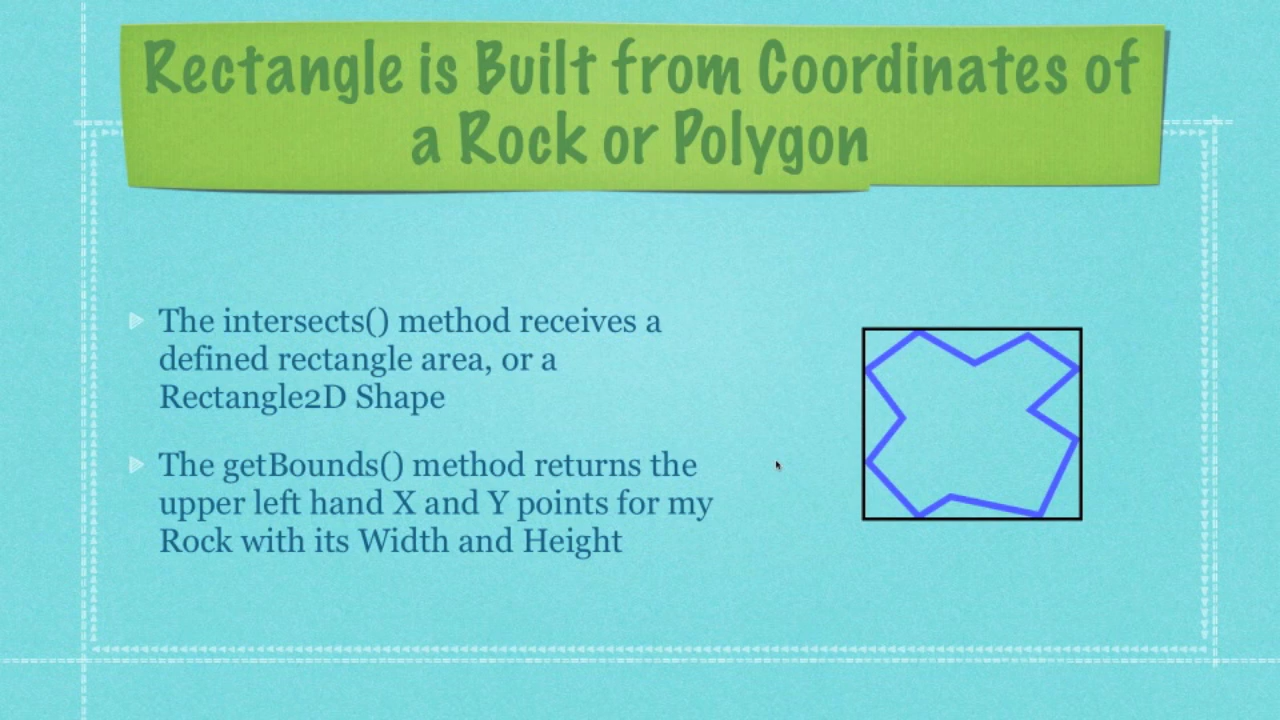 Rectangle is Built from Coordinates of
a Rock or Polygon
The intersects() method receives a
defined rectangle area, or a
Rectangle2D Shape
The getBounds() method returns the
upper left hand X and Y points for my
Rock with its Width and Height